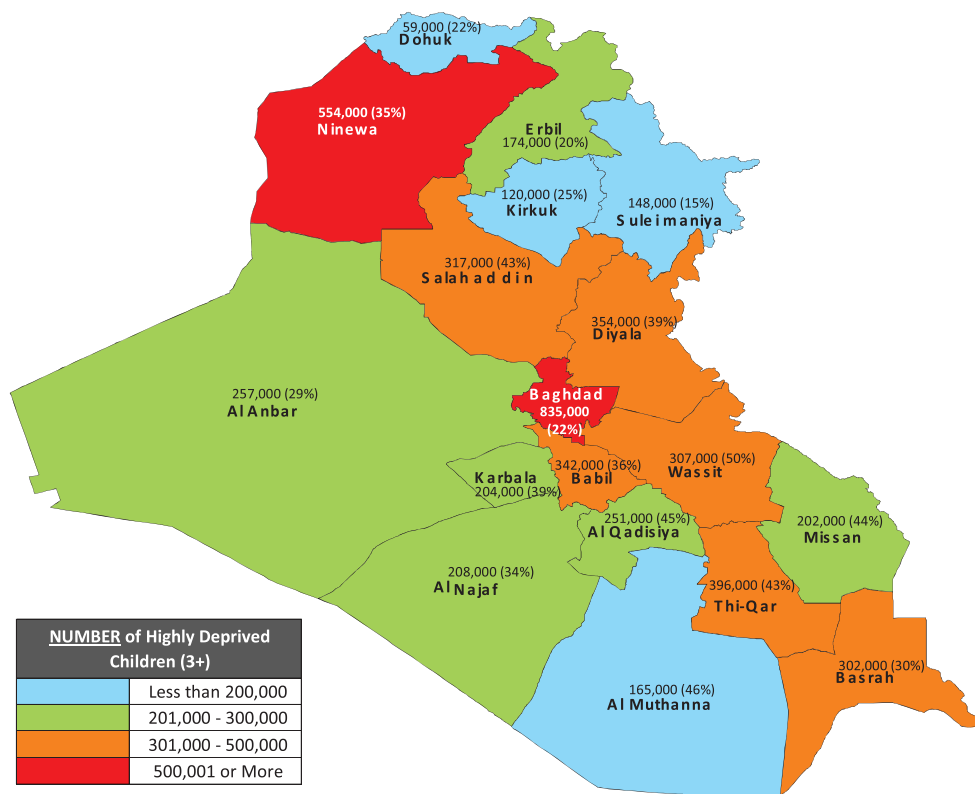 59,000 (22%)
Dohuk
554,000 (35%)
Ninewa
Erbil
174,000 (20%)
120,000 (25%)
Kirkuk
148,000 (15%)
Suleimaniya
317,000 (43%)
Salahaddin
354,000 (39%)
Diyala
257,000 (29%)
Al Anbar
Baghdad
835,000
(22%)
307,000 (50%)
Wassit
342,000 (36%)
Babil
Karbala
204,000 (39%)
251,000 (45%)
Al Qadisiya
202,000 (44%)
Missan
208,000 (34%)
Al Najaf
396,000 (43%)
Thi-Qar
302,000 (30%)
Basrah
165,000 (46%)
Al Muthanna
NUMBER of Highly Deprived
Children (3+)
Less than 200,000
201,000 - 300,000
301,000 - 500,000
500,001 or More